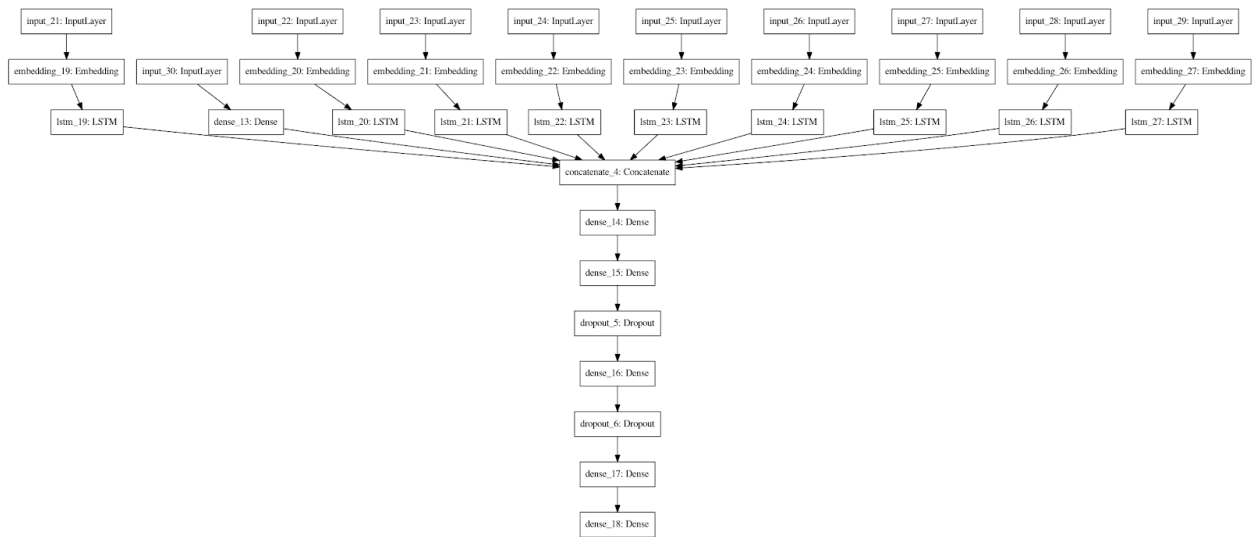 input_21: InputLayer
input_22: InputLayer
input_23: InputLayer
input_24: InputLayer
input_25: InputLayer
input_26: InputLayer
input_27: InputLayer
input_28: InputLayer
input_29: InputLayer
embedding_19: Embedding
input_30: InputLayer
embedding_20: Embedding
embedding_21: Embedding
embedding_22: Embedding
embedding_23: Embedding
embedding_24: Embedding
embedding_25: Embedding
embedding_26: Embedding
embedding_27: Embedding
lstm_19: LSTM
dense_13: Dense
lstm_20: LSTM
lstm_21: LSTM
lstm_22: LSTM
lstm_23: LSTM
lstm_24: LSTM
lstm_25: LSTM
lstm_26: LSTM
lstm_27: LSTM
concatenate_4: Concatenate
dense_14: Dense
dense_15: Dense
dropout_5: Dropout
dense_16: Dense
dropout_6: Dropout
dense_17: Dense
dense_18: Dense